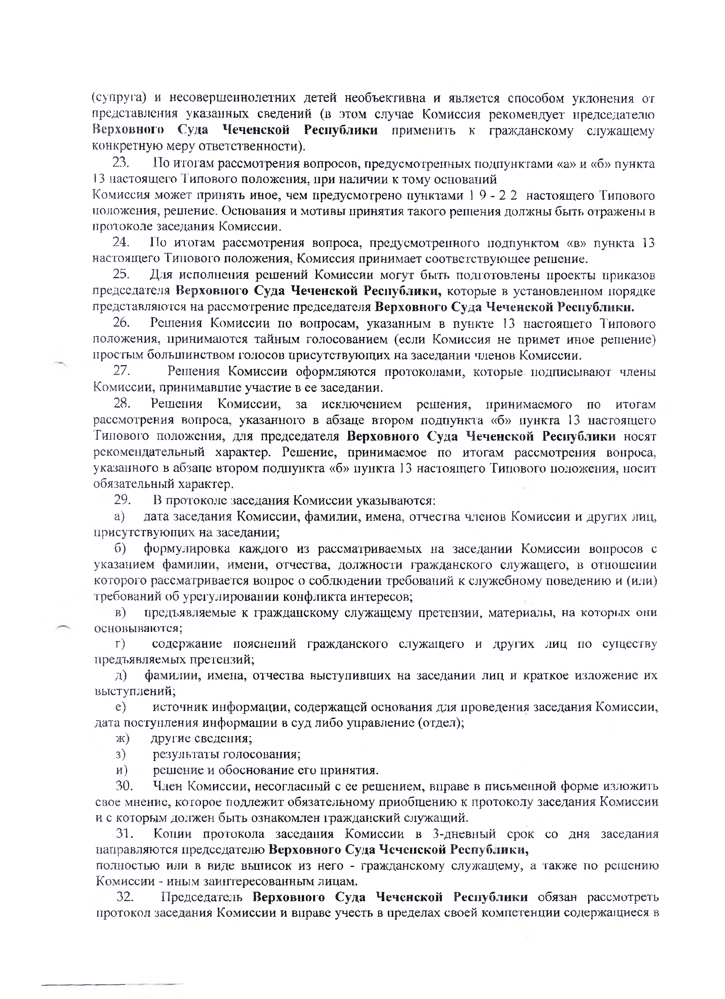 (супруга) и несовершеннолетних детей необъективна и является способом уклонения от
представления указанных сведений (в этом случае Комиссия рекомендует председателю
Верховного Суда Чеченской Республики применить к гражданскому служащему
конкретную меру ответственности).
23. По итогам рассмотрения вопросов, предусмотренных подпунктами «а» и «б» пункта
13 настоящего Типового положения, при наличии к тому оснований
Комиссия может принять иное, чем предусмотрено пунктами 1 9 - 2 2 настоящего Типового
положения, решение. Основания и мотивы принятия такого решения должны быть отражены в
протоколе заседания Комиссии.
24. По итогам рассмотрения вопроса, предусмотренного подпунктом «в» пункта 13
настоящего Типового положения, Комиссия принимает соответствующее решение.
25. Для исполнения решений Комиссии могут быть подготовлены проекты приказов
председателя Верховного Суда Чеченской Республики, которые в установленном порядке
представляются на рассмотрение председателя Верховного Суда Чеченской Республики.
26. Решения Комиссии по вопросам, указанным в пункте 13 настоящего Типового
положения, принимаются тайным голосованием (если Комиссия не примет иное решение)
простым большинством голосов присутствующих на заседании членов Комиссии.
27. Решения Комиссии оформляются протоколами, которые подписывают члены
Комиссии, принимавшие участие в ее заседании.
28. Решения Комиссии, за исключением решения, принимаемого по итогам
рассмотрения вопроса, указанного в абзаце втором подпункта «б» пункта 13 настоящего
Типового положения, для председателя Верховного Суда Чеченской Республики носят
рекомендательный характер. Решение, принимаемое по итогам рассмотрения вопроса,
указанного в абзаце втором подпункта «б» пункта 13 настоящего Типового положения, носит
обязательный характер.
29. В протоколе заседания Комиссии указываются:
а) дата заседания Комиссии, фамилии, имена, отчества членов Комиссии и других лиц,
присутствующих на заседании;
б) формулировка каждого из рассматриваемых на заседании Комиссии вопросов с
указанием фамилии, имени, отчества, должности гражданского служащего, в отношении
которого рассматривается вопрос о соблюдении требований к служебному поведению и (или)
требований об урегулировании конфликта интересов;
в) предъявляемые к гражданскому служащему претензии, материалы, на которых они
основываются;
г) содержание пояснений гражданского служащего и других лиц по существу
предъявляемых претензий;
д) фамилии, имена, отчества выступивших на заседании лиц и краткое изложение их
выступлений;
е) источник информации, содержащей основания для проведения заседания Комиссии,
дата поступления информации в суд либо управление (отдел);
ж) другие сведения;
з) результаты голосования;
и) решение и обоснование его принятия.
30. Член Комиссии, несогласный с ее решением, вправе в письменной форме изложить
свое мнение, которое подлежит обязательному приобщению к протоколу заседания Комиссии
и с которым должен быть ознакомлен гражданский служащий.
31. Копии протокола заседания Комиссии в 3-дневный срок со дня заседания
направляются председателю Верховного Суда Чеченской Республики,
полностью или в виде выписок из него - гражданскому служащему, а также по решению
Комиссии - иным заинтересованным лицам.
32. Председатель Верховного Суда Чеченской Республики обязан рассмотреть
протокол заседания Комиссии и вправе учесть в пределах своей компетенции содержащиеся в